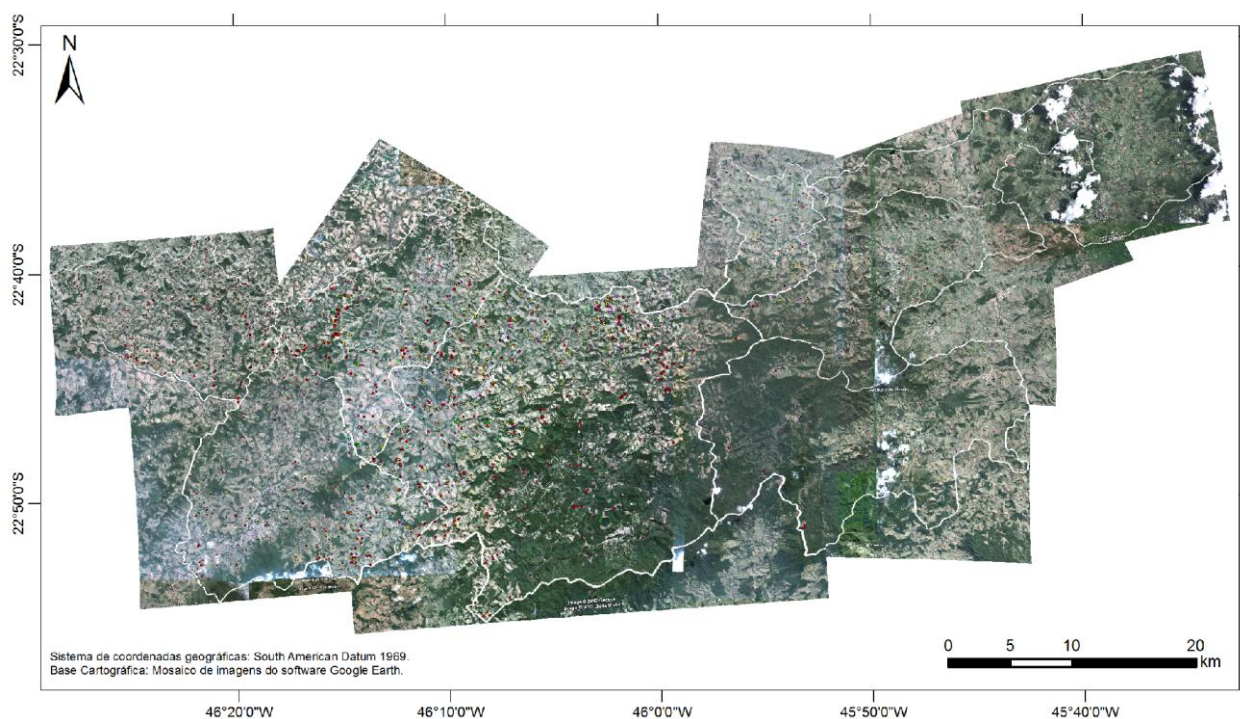 N
22°30'0"S
22°40'0"S
22°50'0"S
Sistema de coordenadas geográficas: South American Datum 1969.
Base Cartográfica: Mosaico de imagens do software Google Earth.
0 5 10 20
km
46°20'0"W 46°10'0"W 46°0'0"W 45°50'0"W 45°40'0"W